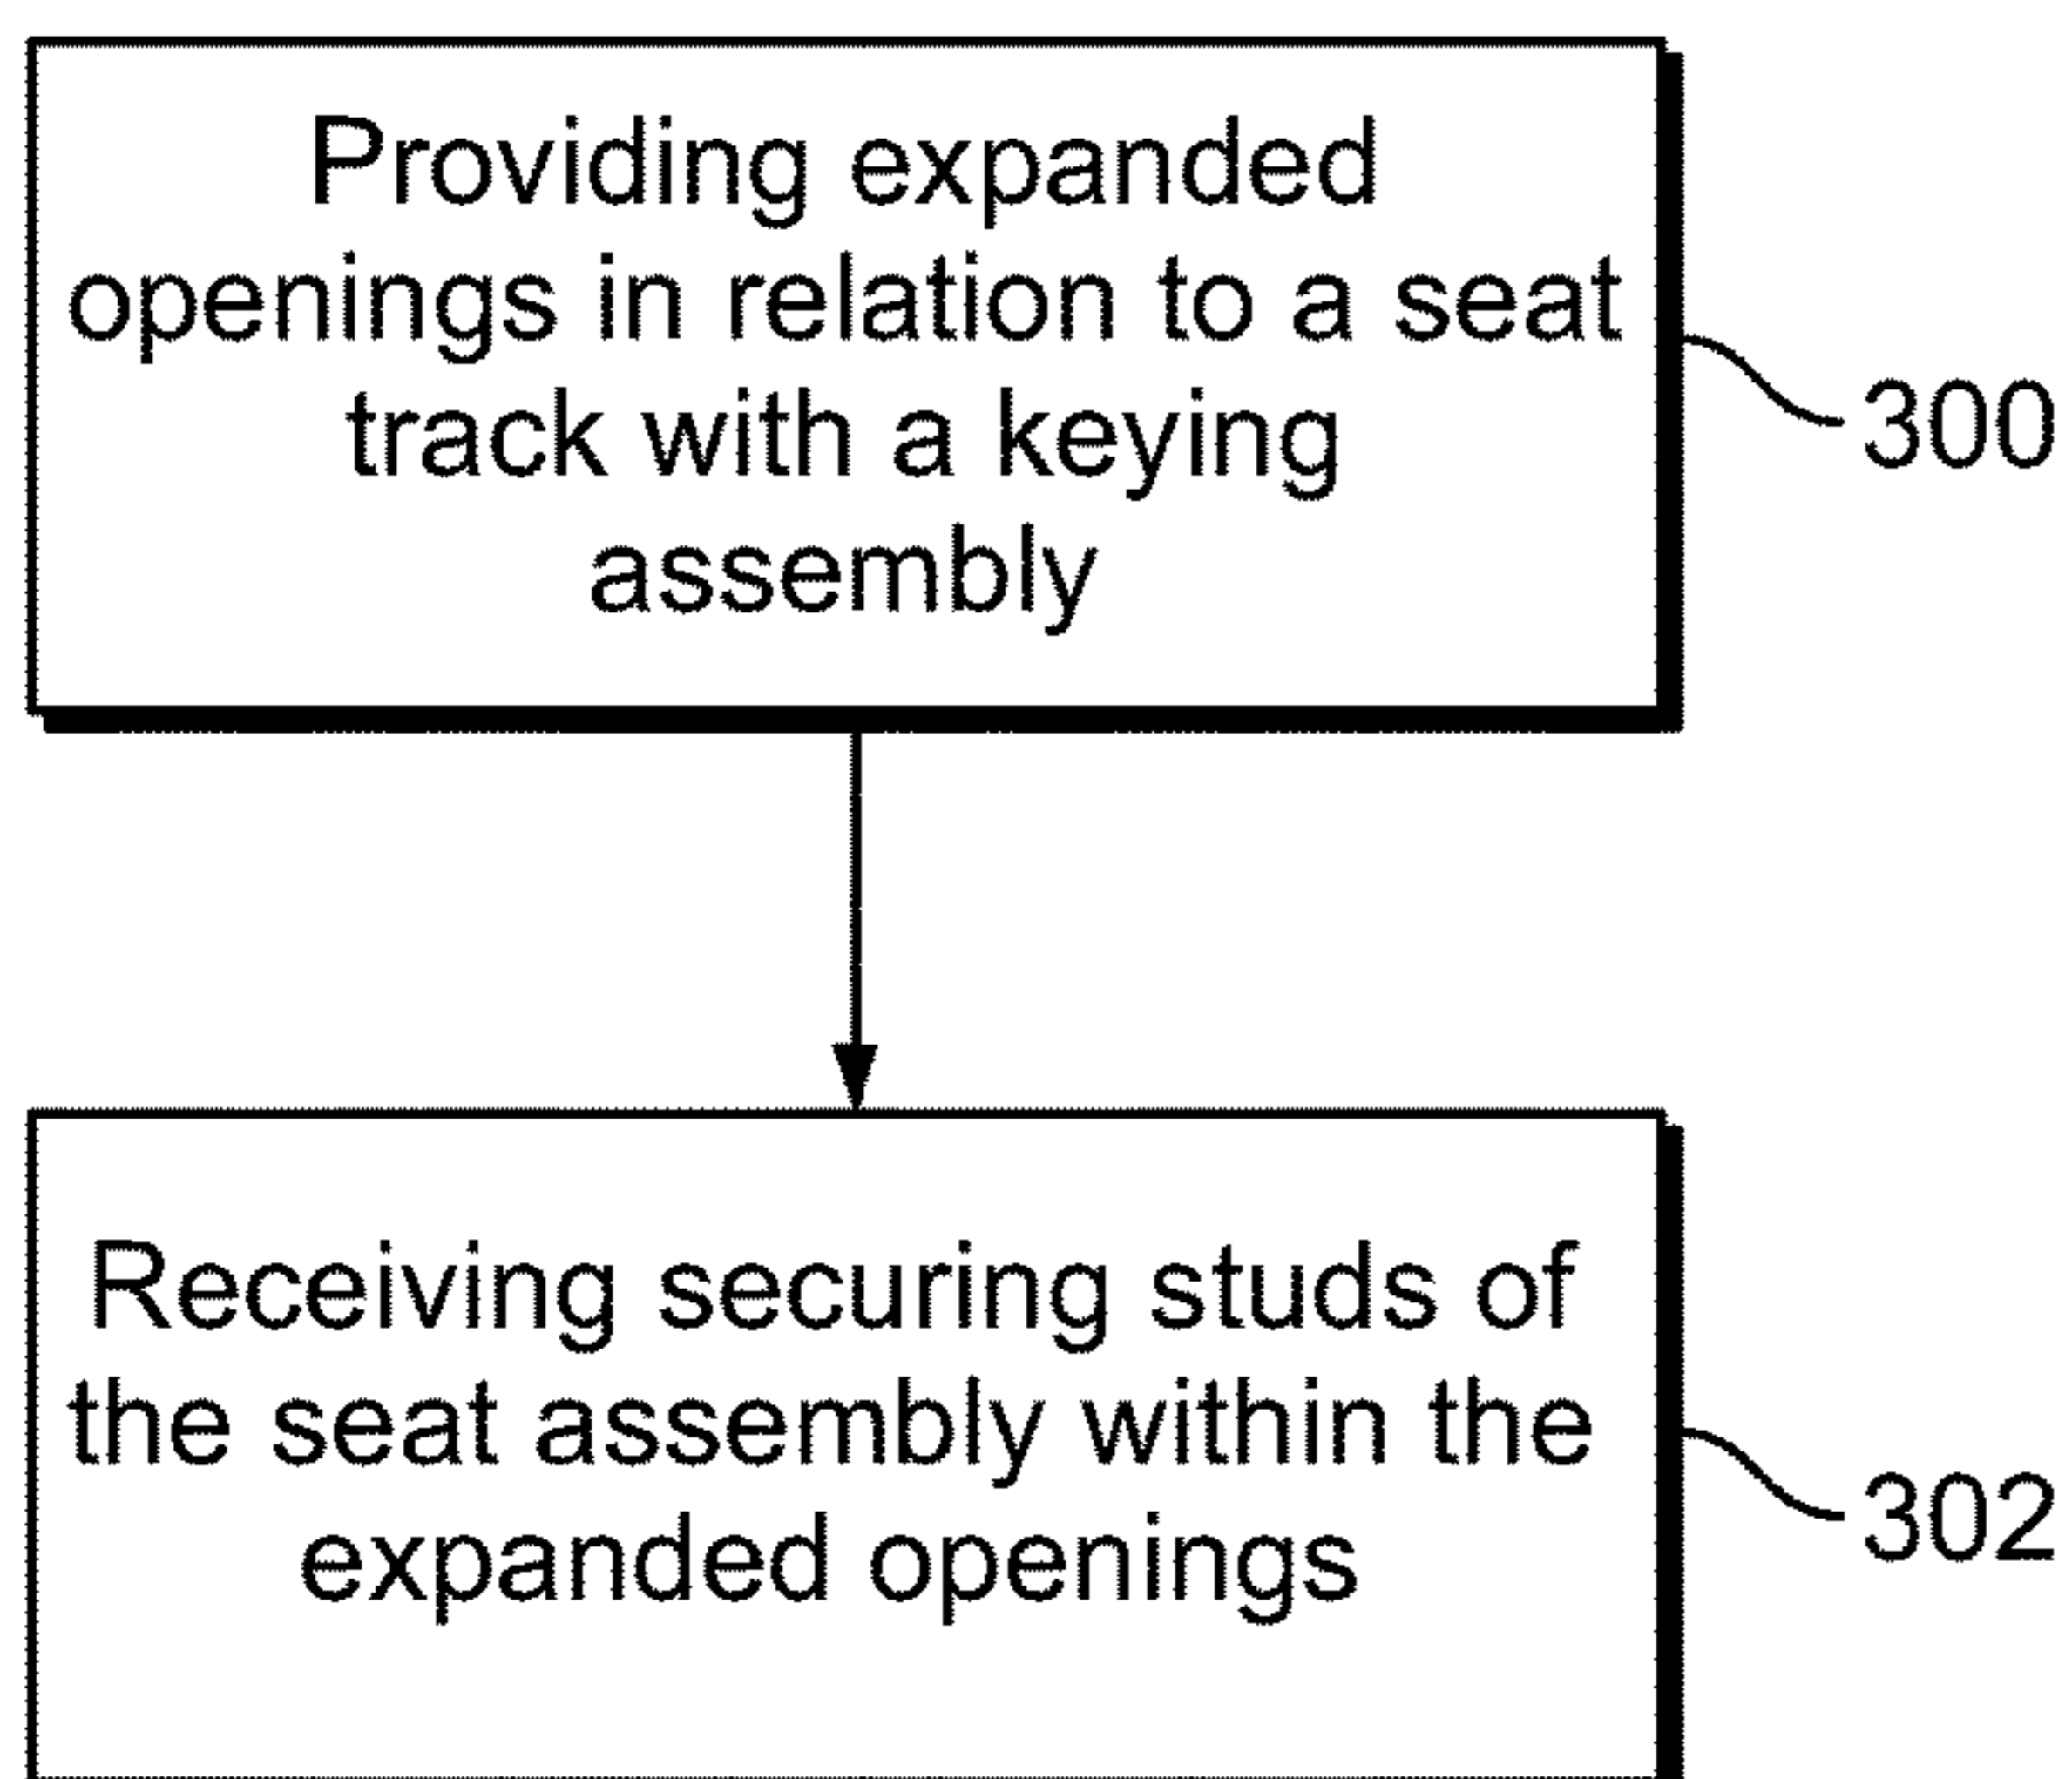 Providing expanded
openings in relation to a seat
track with a keying
assembly
300
Receiving securing studs of
the seat assembly within the
expanded openings
302